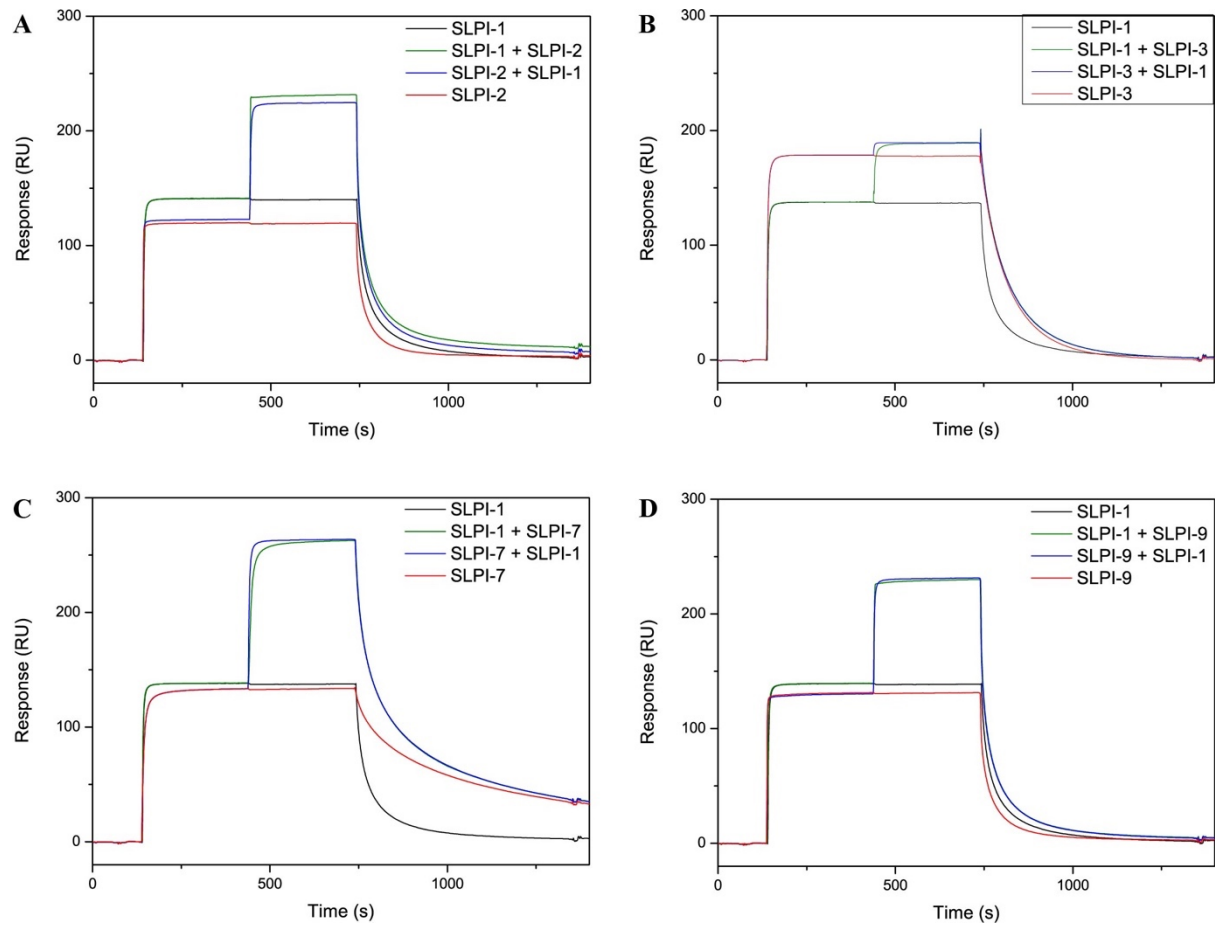 A
300
200
100
0
Response (RU)
SLPI-1
SLPI-1 + SLPI-2
SLPI-2 + SLPI-1
SLPI-2
0
500
1000
Time (s)
B
300
200
100
0
Response (RU)
SLPI-1
SLPI-1 + SLPI-3
SLPI-3 + SLPI-1
SLPI-3
0
500
1000
Time (s)
C
300
200
100
0
Response (RU)
SLPI-1
SLPI-1 + SLPI-7
SLPI-7 + SLPI-1
SLPI-7
0
500
1000
Time (s)
D
300
200
100
0
Response (RU)
SLPI-1
SLPI-1 + SLPI-9
SLPI-9 + SLPI-1
SLPI-9
0
500
1000
Time (s)